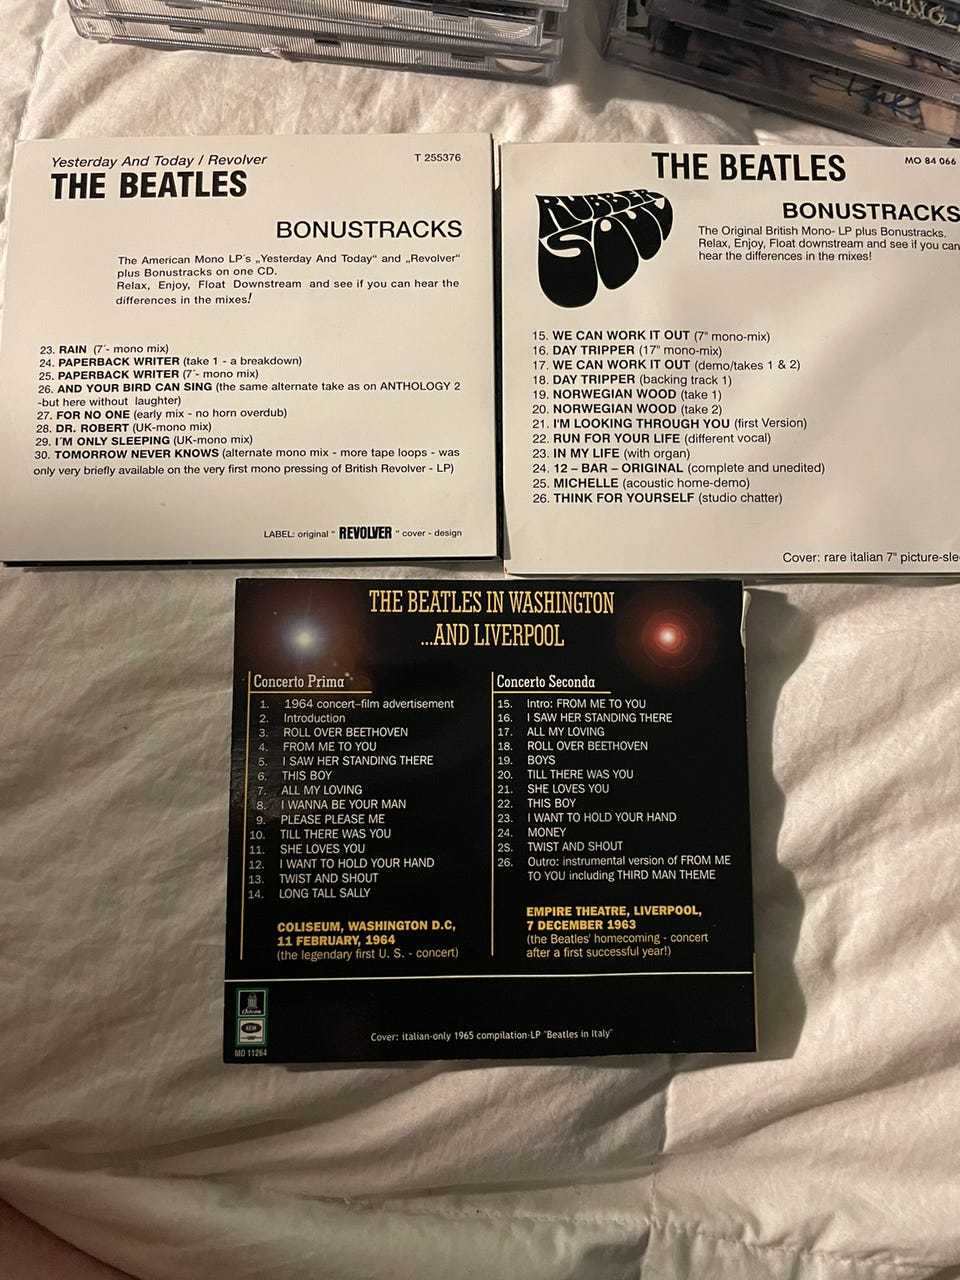 Yesterday And Today / Revolver
T 255376
THE BEATLES
BONUSTRACKS
The American Mono LP´s „Yesterday And Today" and „Revolver"
plus Bonustracks on one CD.
Relax, Enjoy, Float Downstream and see if you can hear the
differences in the mixes!
23. RAIN (7´- mono mix)
24. PAPERBACK WRITER (take 1 - a breakdown)
25. PAPERBACK WRITER (7´- mono mix)
26. AND YOUR BIRD CAN SING (the same alternate take as on ANTHOLOGY 2
-but here without laughter)
27. FOR NO ONE (early mix - no horn overdub)
28. DR. ROBERT (UK-mono mix)
29. I´M ONLY SLEEPING (UK-mono mix)
30. TOMORROW NEVER KNOWS (alternate mono mix - more tape loops - was
only very briefly available on the very first mono pressing of British Revolver - LP)
LABEL: original " REVOLVER " cover - design
THE BEATLES
MO 84 066
RUBBER
SOUL
BONUSTRACKS
The Original British Mono- LP plus Bonustracks.
Relax, Enjoy, Float downstream and see if you can
hear the differences in the mixes!
15. WE CAN WORK IT OUT (7" mono-mix)
16. DAY TRIPPER (17" mono-mix)
17. WE CAN WORK IT OUT (demo/takes 1 & 2)
18. DAY TRIPPER (backing track 1)
19. NORWEGIAN WOOD (take 1)
20. NORWEGIAN WOOD (take 2)
21. I'M LOOKING THROUGH YOU (first Version)
22. RUN FOR YOUR LIFE (different vocal)
23. IN MY LIFE (with organ)
24. 12 – BAR – ORIGINAL (complete and unedited)
25. MICHELLE (acoustic home-demo)
26. THINK FOR YOURSELF (studio chatter)
Cover: rare italian 7" picture-sle
THE BEATLES IN WASHINGTON
...AND LIVERPOOL
Concerto Prima
1. 1964 concert–film advertisement
2. Introduction
3. ROLL OVER BEETHOVEN
4. FROM ME TO YOU
5. I SAW HER STANDING THERE
6. THIS BOY
7. ALL MY LOVING
8. I WANNA BE YOUR MAN
9. PLEASE PLEASE ME
10. TILL THERE WAS YOU
11. SHE LOVES YOU
12. I WANT TO HOLD YOUR HAND
13. TWIST AND SHOUT
14. LONG TALL SALLY
COLISEUM, WASHINGTON D.C,
11 FEBRUARY, 1964
(the legendary first U. S. - concert)
Concerto Seconda
15. Intro: FROM ME TO YOU
16. I SAW HER STANDING THERE
17. ALL MY LOVING
18. ROLL OVER BEETHOVEN
19. BOYS
20. TILL THERE WAS YOU
21. SHE LOVES YOU
22. THIS BOY
23. I WANT TO HOLD YOUR HAND
24. MONEY
25. TWIST AND SHOUT
26. Outro: instrumental version of FROM ME
TO YOU including THIRD MAN THEME
EMPIRE THEATRE, LIVERPOOL,
7 DECEMBER 1963
(the Beatles' homecoming - concert
after a first successful year!)
Odeon
EMI
MO 11264
Cover: italian-only 1965 compilation-LP "Beatles in Italy"